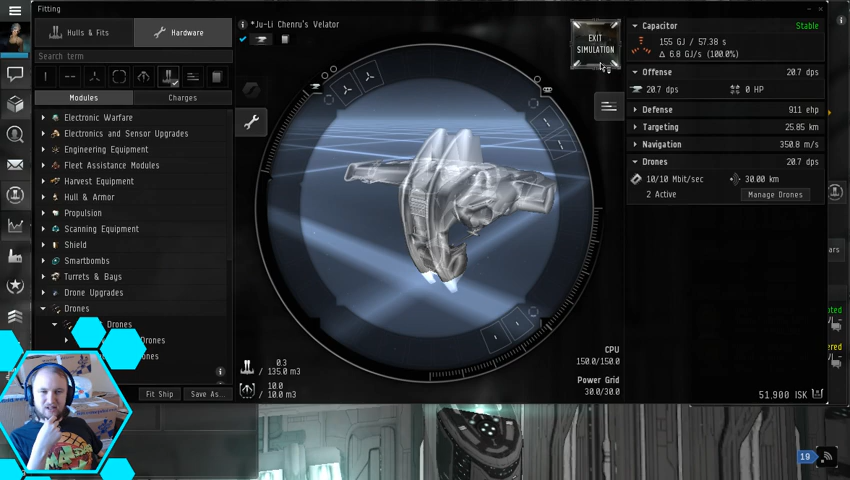 Fitting
Hulls & Fits
Hardware
Search term
Modules
Charges
Electronic Warfare
Electronics and Sensor Upgrades
Engineering Equipment
Fleet Assistance Modules
Harvest Equipment
Hull & Armor
Propulsion
Scanning Equipment
Shield
Smartbombs
Turrets & Bays
Drone Upgrades
Drones
Drones
Drones
Fit Ship
Save As...
*Ju-Li Chenru's Velator
EXIT
SIMULATION
0.3
/ 135.0 m3
10.0
/ 10.0 m3
CPU
150.0/150.0
Power Grid
30.0/30.0
Capacitor
Stable
155 GJ / 57.38 s
Δ 6.8 GJ/s (100.0%)
Offense
20.7 dps
20.7 dps
0 HP
Defense
911 ehp
Targeting
25.85 km
Navigation
350.8 m/s
Drones
20.7 dps
10/10 Mbit/sec
30.00 km
2 Active
Manage Drones
51,900 ISK
19